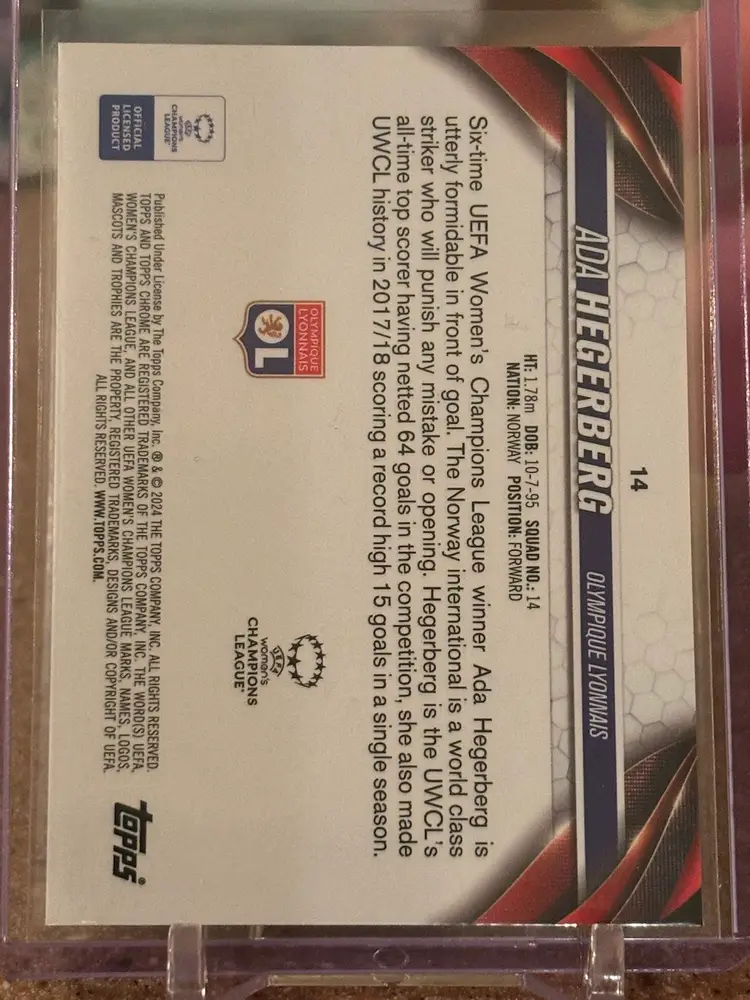 14
ADA HEGERBERG OLYMPIQUE LYONNAIS
HT: 1.78m DOB: 10-7-95 SQUAD NO.: 14
NATION: NORWAY POSITION: FORWARD
Six-time UEFA Women's Champions League winner Ada Hegerberg is
utterly formidable in front of goal. The Norway international is a world class
striker who will punish any mistake or opening. Hegerberg is the UWCL's
all-time top scorer having netted 64 goals in the competition, she also made
UWCL history in 2017/18 scoring a record high 15 goals in a single season.
OLYMPIQUE
LYONNAIS
OL
UEFA
women's
CHAMPIONS
LEAGUE
UEFA
women's
CHAMPIONS
LEAGUE
OFFICIAL
LICENSED
PRODUCT
Published Under License by The Topps Company, Inc. ® & © 2024 THE TOPPS COMPANY, INC. ALL RIGHTS RESERVED.
TOPPS AND TOPPS CHROME ARE REGISTERED TRADEMARKS OF THE TOPPS COMPANY, INC. THE WORD(S) UEFA,
WOMEN'S CHAMPIONS LEAGUE, AND ALL OTHER UEFA WOMEN'S CHAMPIONS LEAGUE MARKS, NAMES, LOGOS,
MASCOTS AND TROPHIES ARE THE PROPERTY, REGISTERED TRADEMARKS, DESIGNS AND/OR COPYRIGHT OF UEFA.
ALL RIGHTS RESERVED. WWW.TOPPS.COM.
topps®